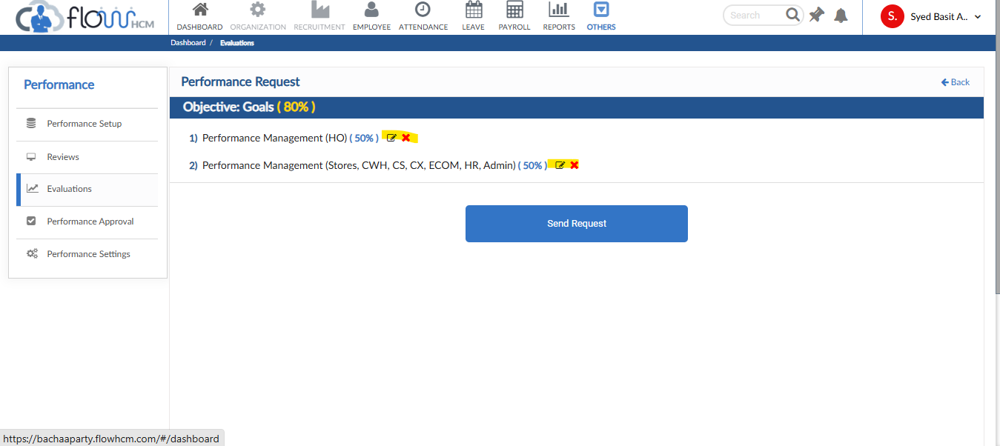 flowHCM
DASHBOARD ORGANIZATION RECRUITMENT EMPLOYEE ATTENDANCE LEAVE PAYROLL REPORTS OTHERS
Search
S. Syed Basit A..
Dashboard / Evaluations
Performance
Performance Setup
Reviews
Evaluations
Performance Approval
Performance Settings
Performance Request
Back
Objective: Goals ( 80% )
1) Performance Management (HO) ( 50% )
2) Performance Management (Stores, CWH, CS, CX, ECOM, HR, Admin) ( 50% )
Send Request
https://bachaaparty.flowhcm.com/#/dashboard